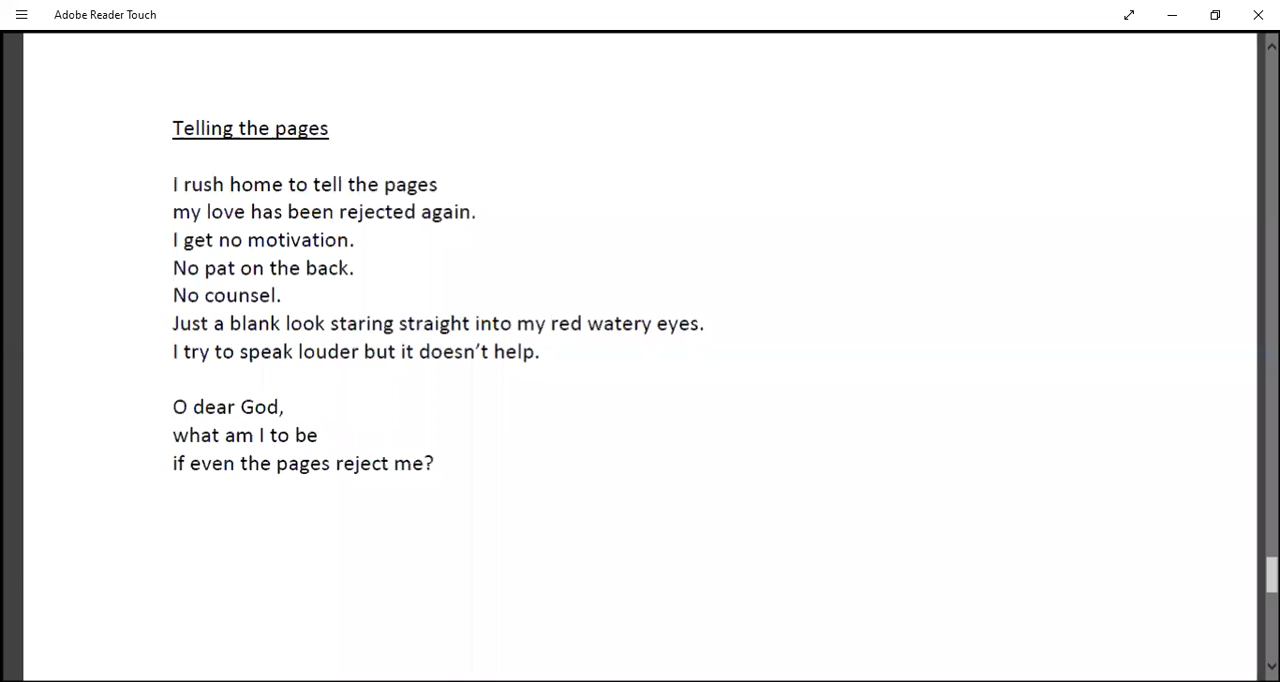 Adobe Reader Touch
Telling the pages
I rush home to tell the pages
my love has been rejected again.
I get no motivation.
No pat on the back.
No counsel.
Just a blank look staring straight into my red watery eyes.
I try to speak louder but it doesn’t help.
O dear God,
what am I to be
if even the pages reject me?